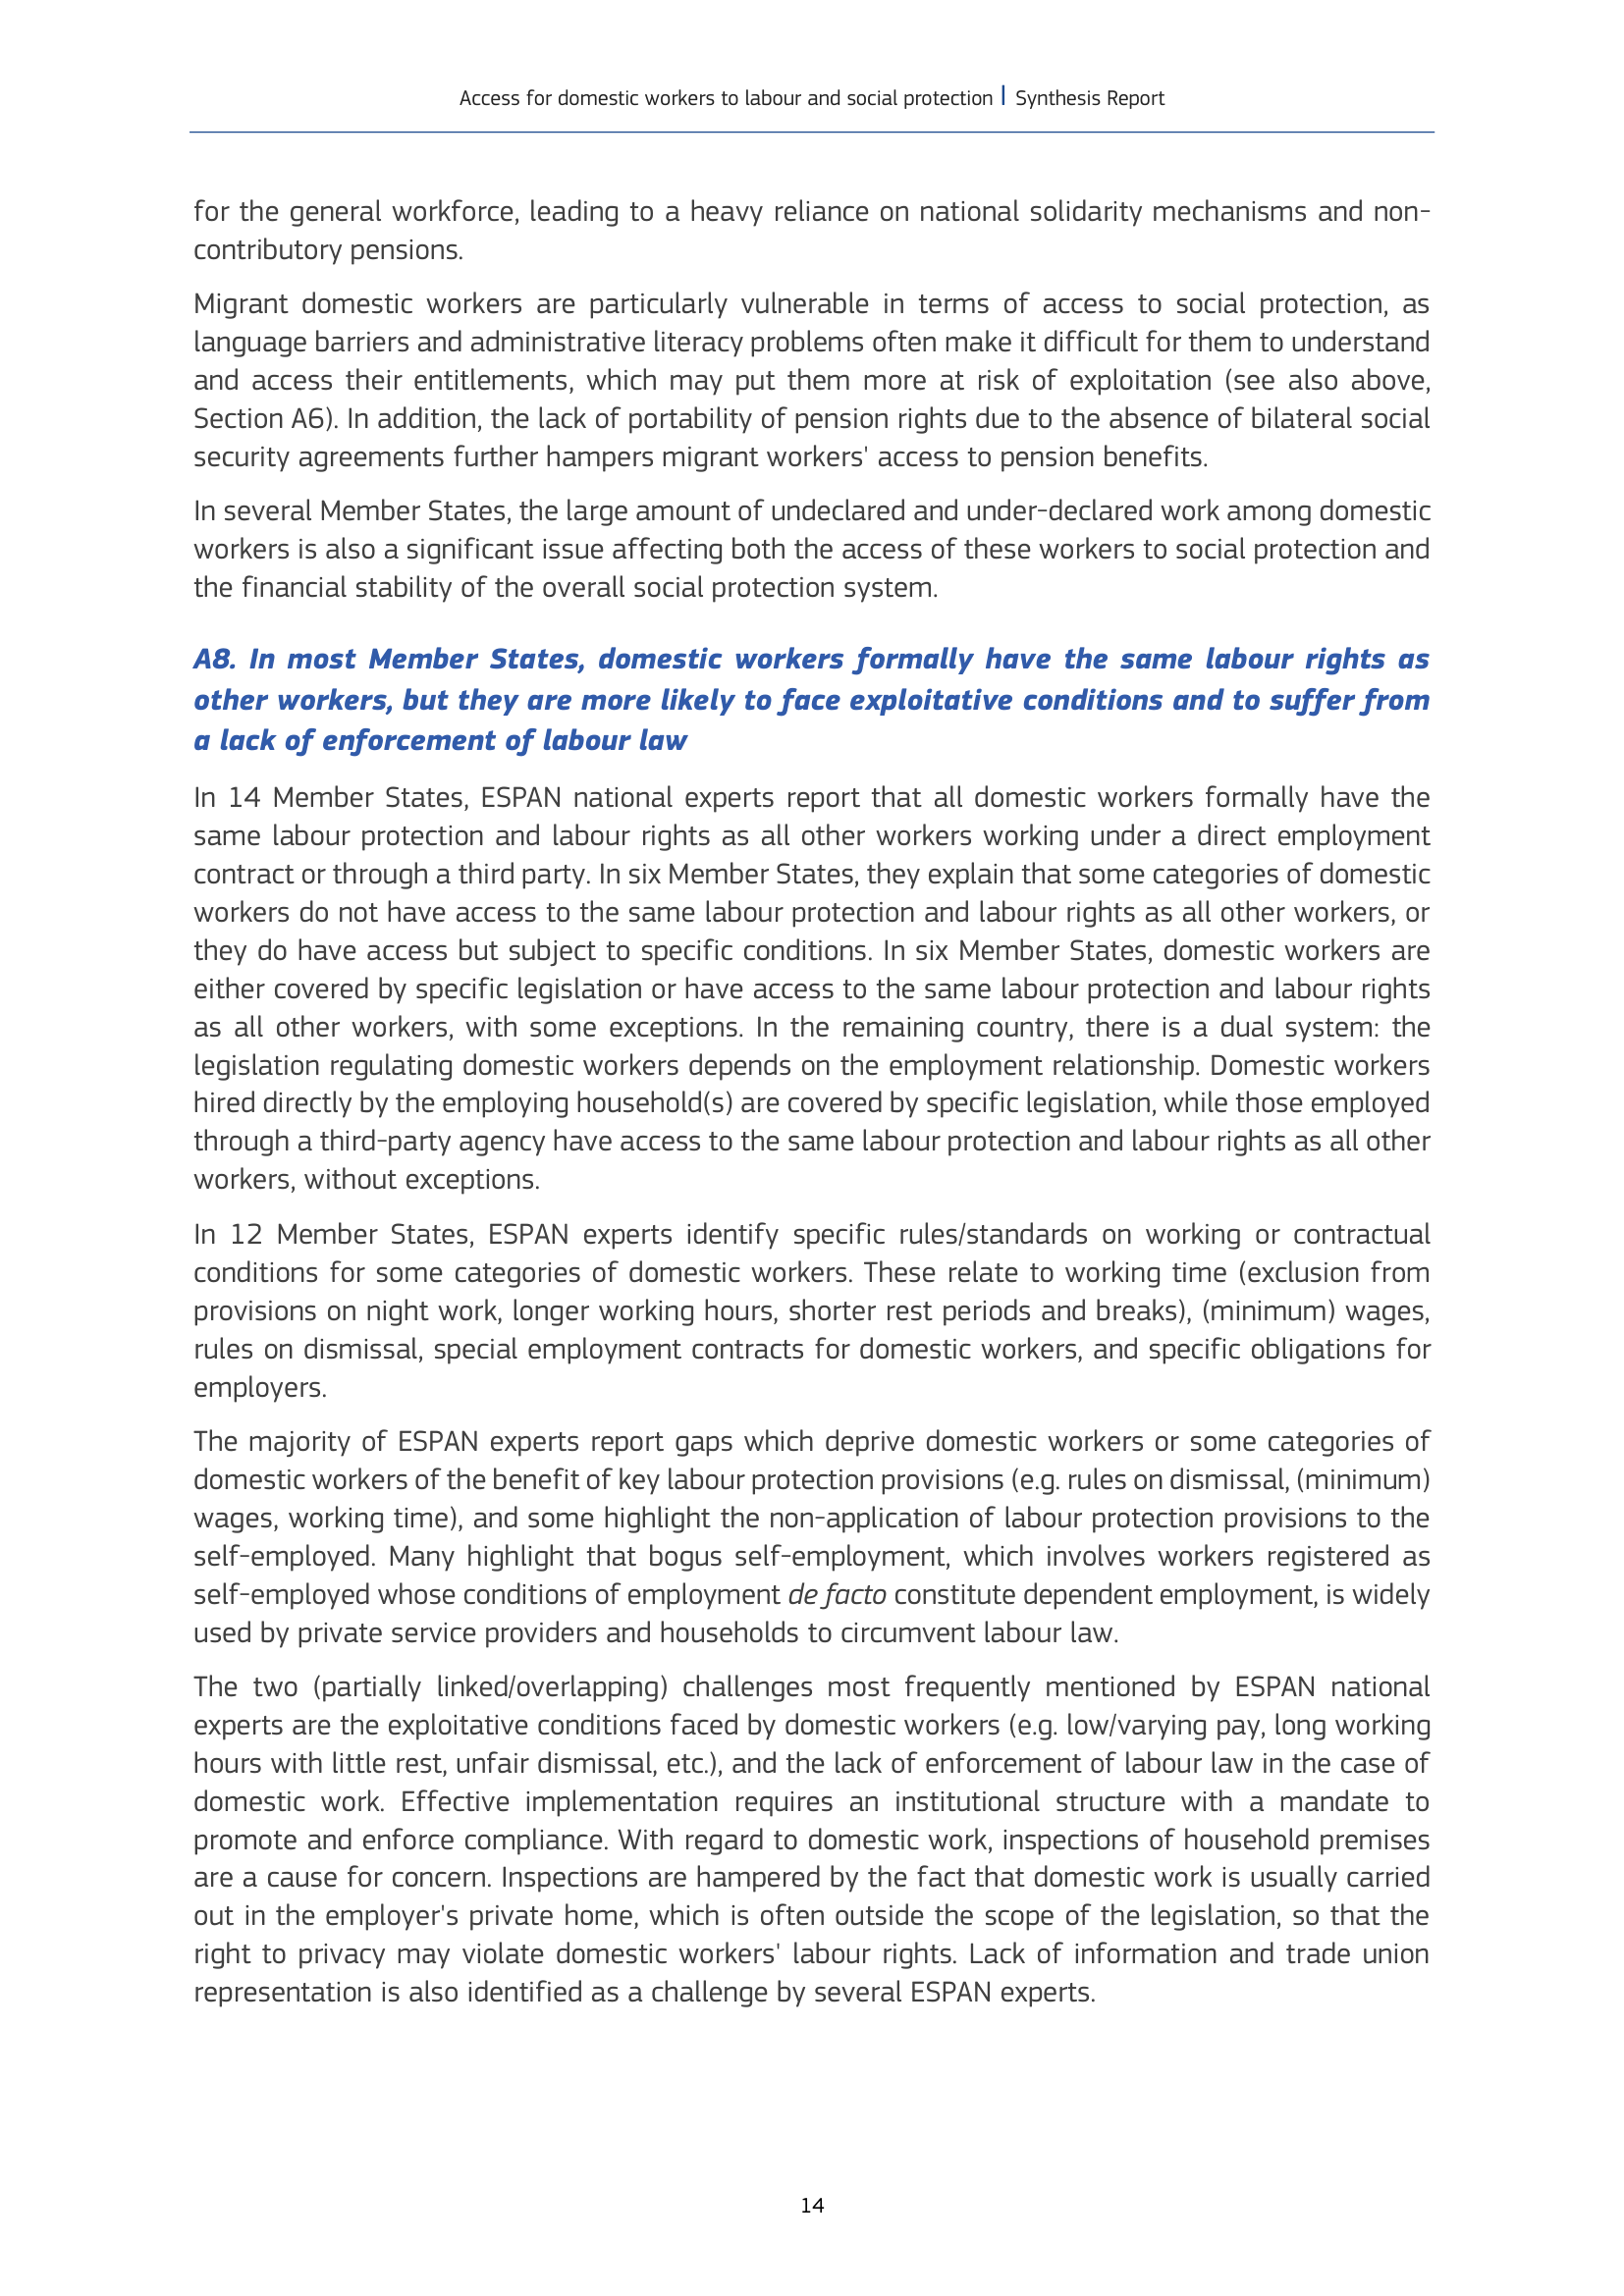 Access for domestic workers to labour and social protection | Synthesis Report
for the general workforce, leading to a heavy reliance on national solidarity mechanisms and non-
contributory pensions.
Migrant domestic workers are particularly vulnerable in terms of access to social protection, as
language barriers and administrative literacy problems often make it difficult for them to understand
and access their entitlements, which may put them more at risk of exploitation (see also above,
Section A6). In addition, the lack of portability of pension rights due to the absence of bilateral social
security agreements further hampers migrant workers' access to pension benefits.
In several Member States, the large amount of undeclared and under-declared work among domestic
workers is also a significant issue affecting both the access of these workers to social protection and
the financial stability of the overall social protection system.
A8. In most Member States, domestic workers formally have the same labour rights as
other workers, but they are more likely to face exploitative conditions and to suffer from
a lack of enforcement of labour law
In 14 Member States, ESPAN national experts report that all domestic workers formally have the
same labour protection and labour rights as all other workers working under a direct employment
contract or through a third party. In six Member States, they explain that some categories of domestic
workers do not have access to the same labour protection and labour rights as all other workers, or
they do have access but subject to specific conditions. In six Member States, domestic workers are
either covered by specific legislation or have access to the same labour protection and labour rights
as all other workers, with some exceptions. In the remaining country, there is a dual system: the
legislation regulating domestic workers depends on the employment relationship. Domestic workers
hired directly by the employing household(s) are covered by specific legislation, while those employed
through a third-party agency have access to the same labour protection and labour rights as all other
workers, without exceptions.
In 12 Member States, ESPAN experts identify specific rules/standards on working or contractual
conditions for some categories of domestic workers. These relate to working time (exclusion from
provisions on night work, longer working hours, shorter rest periods and breaks), (minimum) wages,
rules on dismissal, special employment contracts for domestic workers, and specific obligations for
employers.
The majority of ESPAN experts report gaps which deprive domestic workers or some categories of
domestic workers of the benefit of key labour protection provisions (e.g. rules on dismissal, (minimum)
wages, working time), and some highlight the non-application of labour protection provisions to the
self-employed. Many highlight that bogus self-employment, which involves workers registered as
self-employed whose conditions of employment de facto constitute dependent employment, is widely
used by private service providers and households to circumvent labour law.
The two (partially linked/overlapping) challenges most frequently mentioned by ESPAN national
experts are the exploitative conditions faced by domestic workers (e.g. low/varying pay, long working
hours with little rest, unfair dismissal, etc.), and the lack of enforcement of labour law in the case of
domestic work. Effective implementation requires an institutional structure with a mandate to
promote and enforce compliance. With regard to domestic work, inspections of household premises
are a cause for concern. Inspections are hampered by the fact that domestic work is usually carried
out in the employer's private home, which is often outside the scope of the legislation, so that the
right to privacy may violate domestic workers' labour rights. Lack of information and trade union
representation is also identified as a challenge by several ESPAN experts.
14